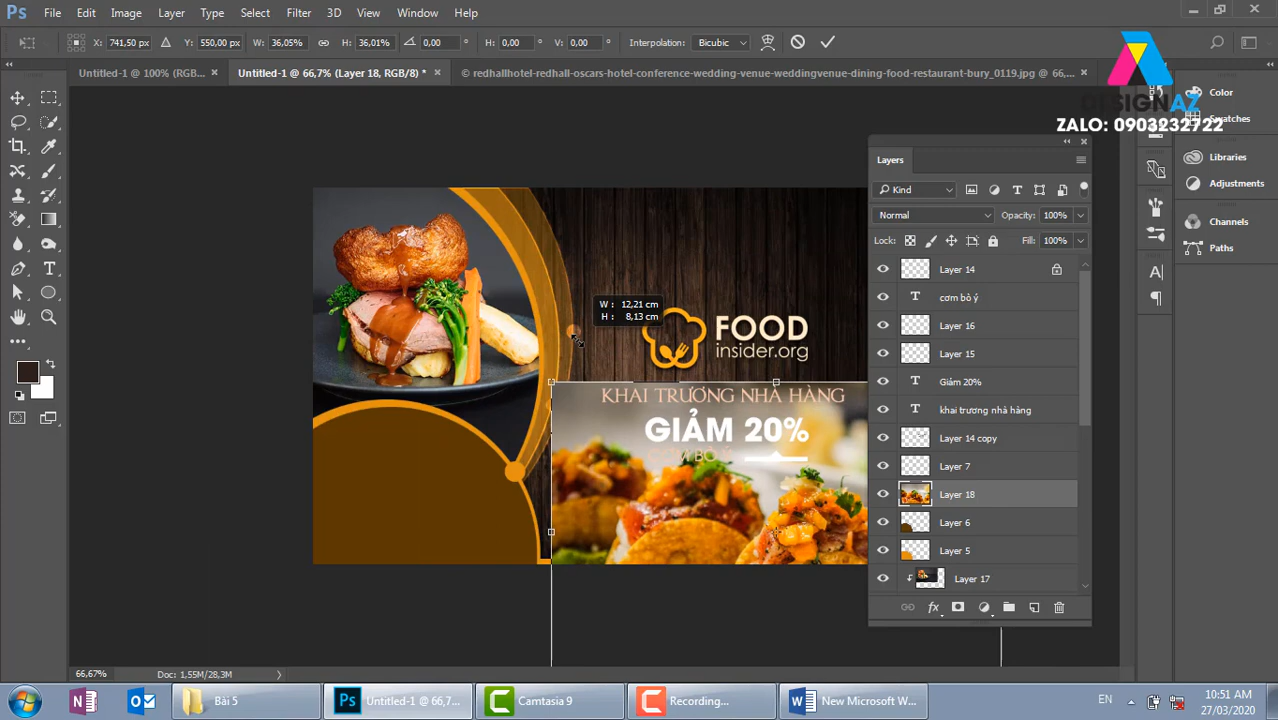 Ps File Edit Image Layer Type Select Filter 3D View Window Help
X: 741,50 px Y: 550,00 px W: 36,05% H: 36,01% 0,00 ° H: 0,00 ° V: 0,00 ° Interpolation: Bicubic
Untitled-1 @ 100% (RGB... × Untitled-1 @ 66,7% (Layer 18, RGB/8) * × © redhallhotel-redhall-oscars-hotel-conference-wedding-venue-weddingvenue-dining-food-restaurant-bury_0119.jpg @ 66,... ×
DESIGNAZ
ZALO: 0903232722
Color
Swatches
Libraries
Adjustments
Channels
Paths
Layers
Kind
Normal Opacity: 100%
Lock: Fill: 100%
Layer 14
cơm bò ý
Layer 16
Layer 15
Giảm 20%
khai trương nhà hàng
Layer 14 copy
Layer 7
Layer 18
Layer 6
Layer 5
Layer 17
W : 12,21 cm
H : 8,13 cm
FOOD
insider.org
KHAI TRƯƠNG NHÀ HÀNG
GIẢM 20%
CƠM BÒ Ý
66,67% Doc: 1,55M/28,3M
Bài 5
Ps Untitled-1 @ 66,7...
Camtasia 9
Recording...
New Microsoft W...
EN
10:51 AM
27/03/2020